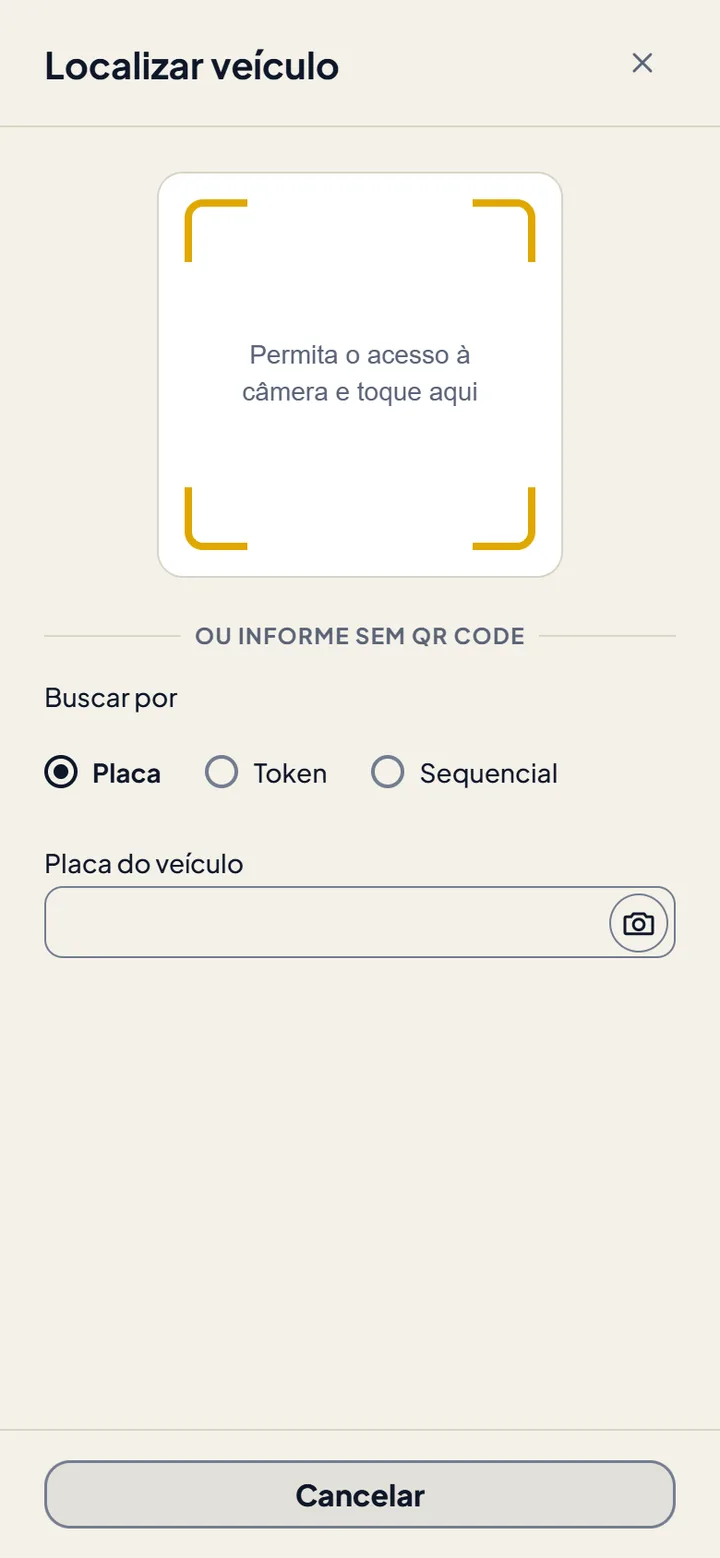 Localizar veículo
Permita o acesso à
câmera e toque aqui
OU INFORME SEM QR CODE
Buscar por
Placa
Token
Sequencial
Placa do veículo
Cancelar